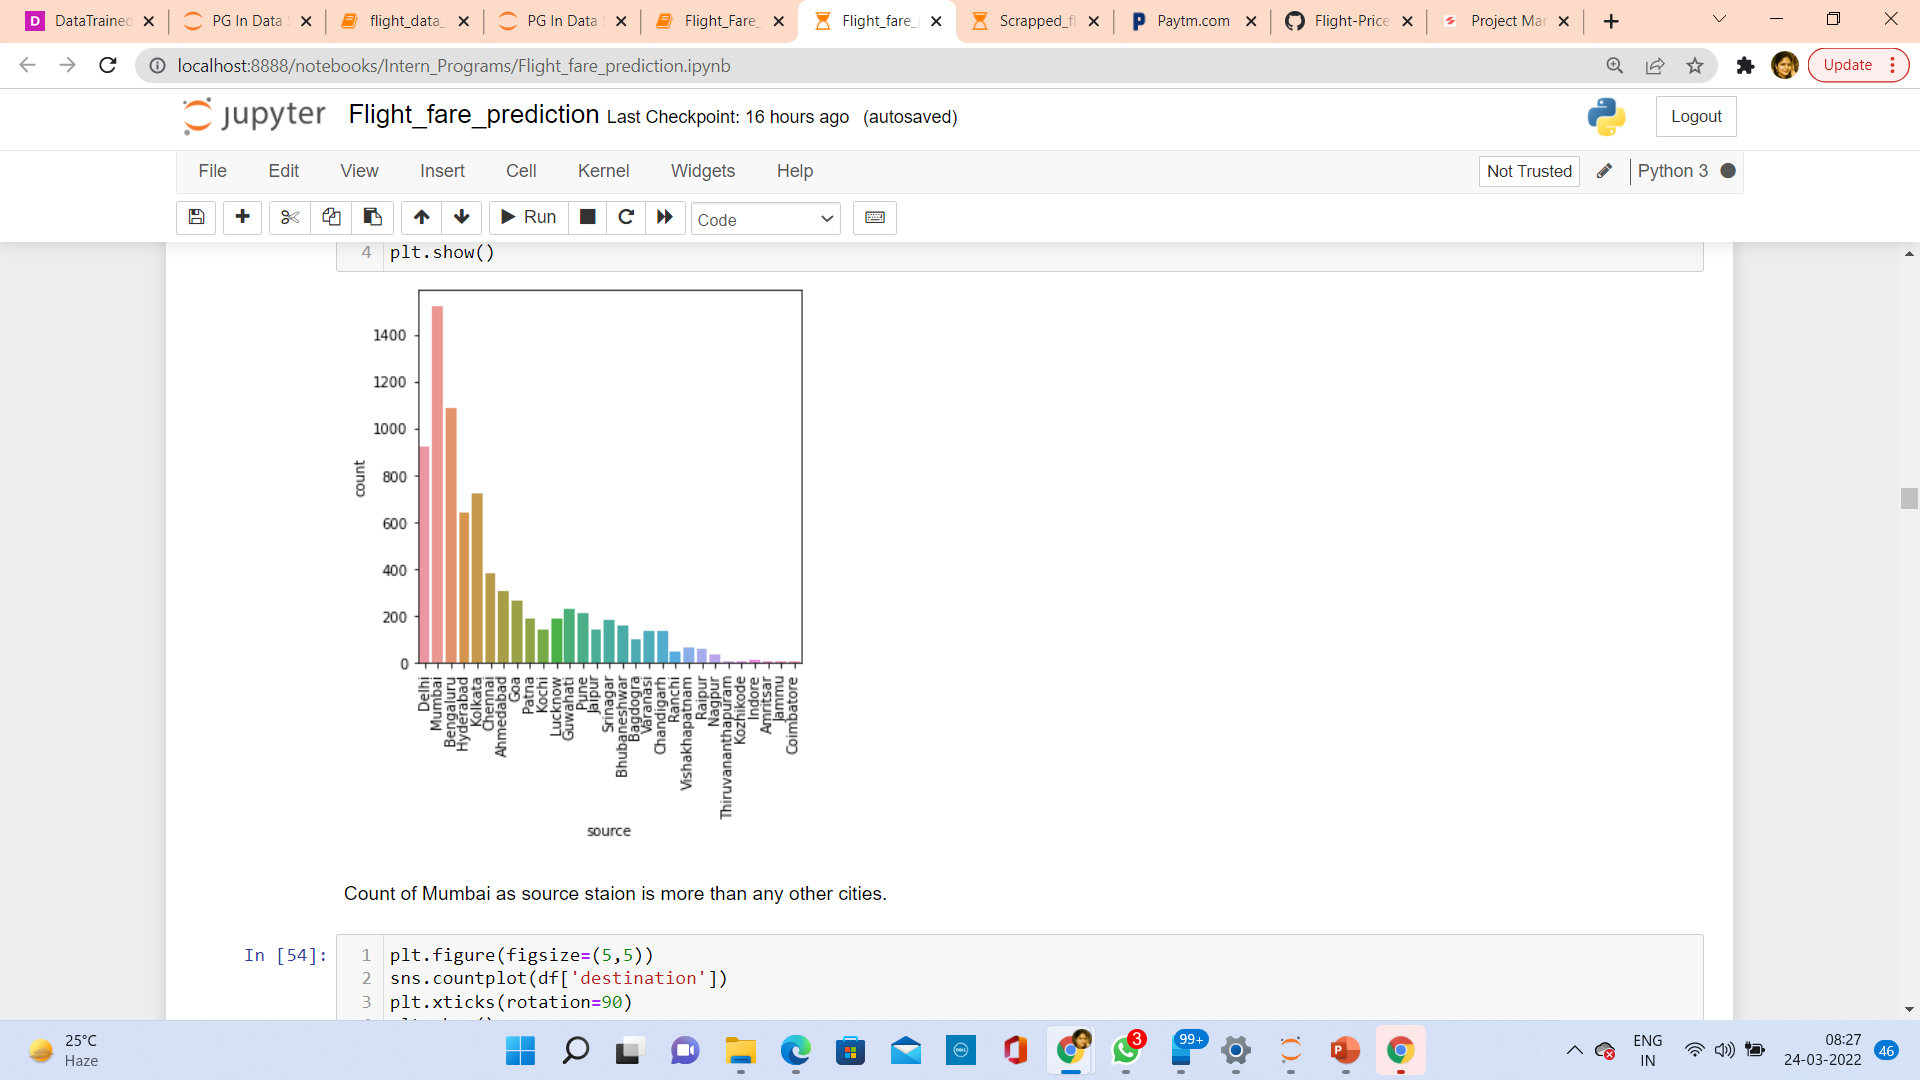 DataTrained
PG In Data
flight_data_
PG In Data
Flight_Fare_
Flight_fare_
Scrapped_fl
Paytm.com
Flight-Price
Project Mar
localhost:8888/notebooks/Intern_Programs/Flight_fare_prediction.ipynb
Update
jupyter Flight_fare_prediction Last Checkpoint: 16 hours ago (autosaved)
Logout
File Edit View Insert Cell Kernel Widgets Help
Not Trusted
Python 3
Run
Code
4 plt.show()
1400
1200
1000
800
600
400
200
0
count
Delhi
Mumbai
Bengaluru
Hyderabad
Kolkata
Chennai
Ahmedabad
Goa
Patna
Kochi
Lucknow
Guwahati
Pune
Jaipur
Srinagar
Bhubaneshwar
Bagdogra
Varanasi
Chandigarh
Ranchi
Vishakhapatnam
Raipur
Nagpur
Thiruvananthapuram
Kozhikode
Indore
Amritsar
Jammu
Coimbatore
source
Count of Mumbai as source staion is more than any other cities.
In [54]:
1 plt.figure(figsize=(5,5))
2 sns.countplot(df['destination'])
3 plt.xticks(rotation=90)
25°C
Haze
3
99+
ENG
IN
08:27
24-03-2022
46